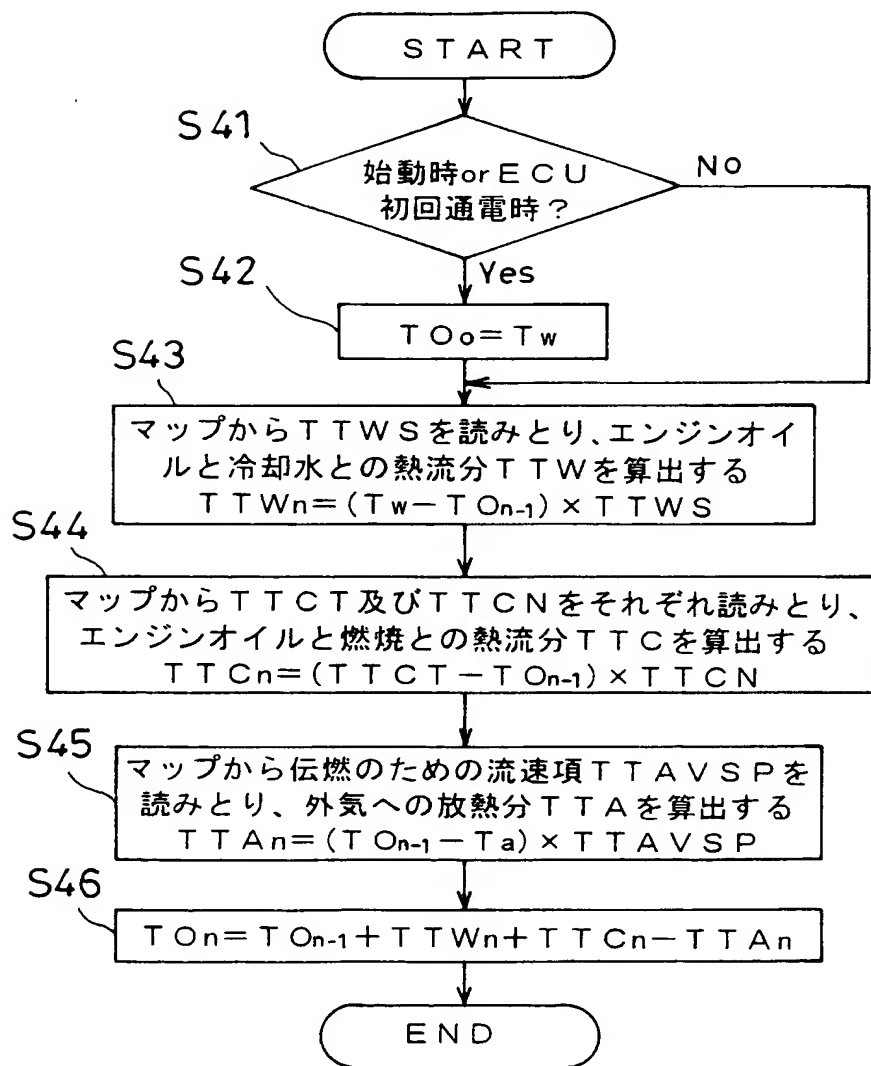 START
S41
始動時orECU
初回通電時？
No
Yes
S42
TO₀=Tw
S43
マップからTTWSを読みとり、エンジンオイ
ルと冷却水との熱流分TTWを算出する
TTWn=(Tw−TOn-1)×TTWS
S44
マップからTTCT及びTTCNをそれぞれ読みとり、
エンジンオイルと燃焼との熱流分TTCを算出する
TTCn=(TTCT−TOn-1)×TTCN
S45
マップから伝燃のための流速項TTAVSPを
読みとり、外気への放熱分TTAを算出する
TTAn=(TOn-1−Ta)×TTAVSP
S46
TOn=TOn-1+TTWn+TTCn−TTAn
END